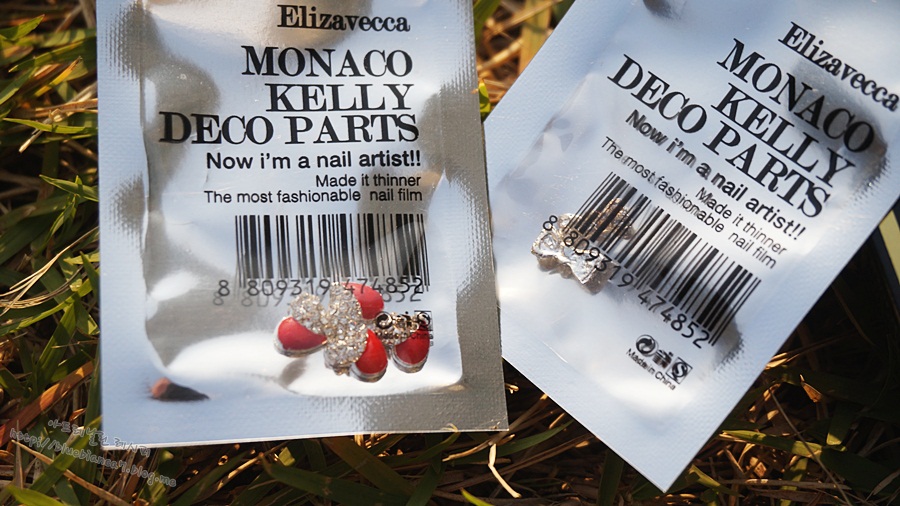 Elizavecca
MONACO
KELLY
DECO PARTS
Now i'm a nail artist!!
Made it thinner
The most fashionable nail film
8 809319 474852
Elizavecca
MONACO
KELLY
DECO PARTS
Now i'm a nail artist!!
Made it thinner
The most fashionable nail film
8 809319 474852
Made in China